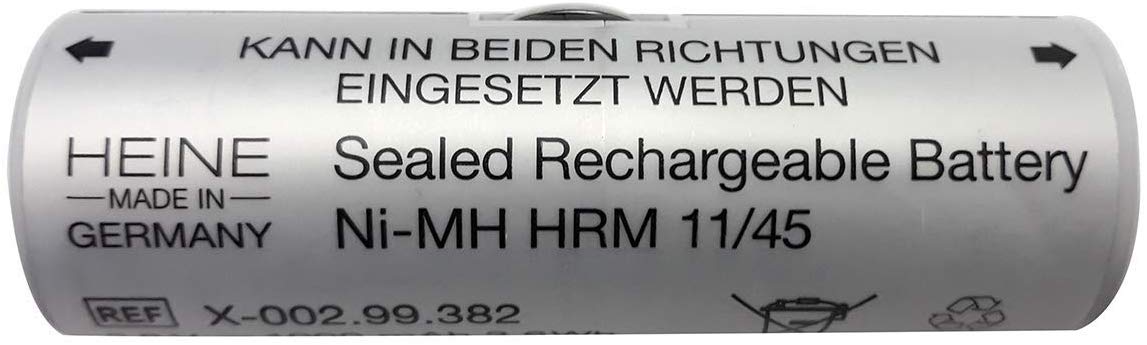 KANN IN BEIDEN RICHTUNGEN
EINGESETZT WERDEN
HEINE
MADE IN
GERMANY
Sealed Rechargeable Battery
Ni-MH HRM 11/45
REF X-002.99.382